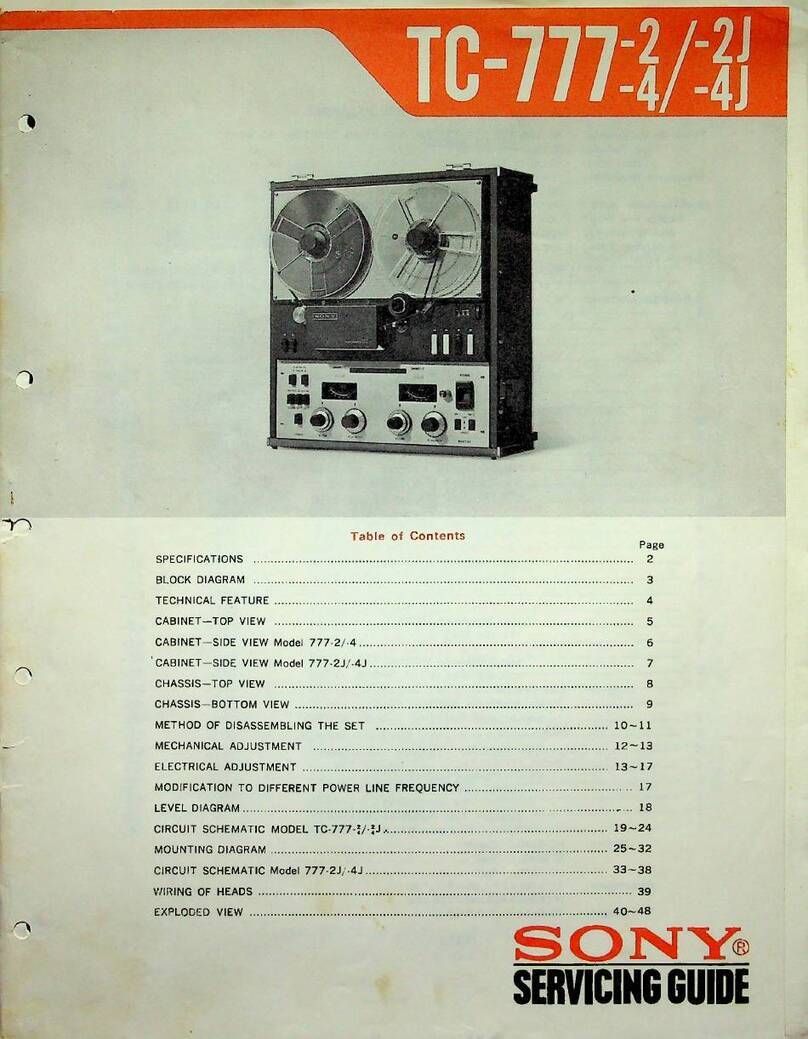 TC-777-2/-2J
-4/-4J
SONY
Table of Contents
Page
SPECIFICATIONS ........ 2
BLOCK DIAGRAM ........ 3
TECHNICAL FEATURE ........ 4
CABINET—TOP VIEW ........ 5
CABINET—SIDE VIEW Model 777-2/-4 ........ 6
CABINET—SIDE VIEW Model 777-2J/-4J ........ 7
CHASSIS—TOP VIEW ........ 8
CHASSIS—BOTTOM VIEW ........ 9
METHOD OF DISASSEMBLING THE SET ........ 10~11
MECHANICAL ADJUSTMENT ........ 12~13
ELECTRICAL ADJUSTMENT ........ 13~17
MODIFICATION TO DIFFERENT POWER LINE FREQUENCY ........ 17
LEVEL DIAGRAM ........ 18
CIRCUIT SCHEMATIC MODEL TC-777-2/4/-2/4J ........ 19~24
MOUNTING DIAGRAM ........ 25~32
CIRCUIT SCHEMATIC Model 777-2J/-4J ........ 33~38
WIRING OF HEADS ........ 39
EXPLODED VIEW ........ 40~48
SONY®
SERVICING GUIDE